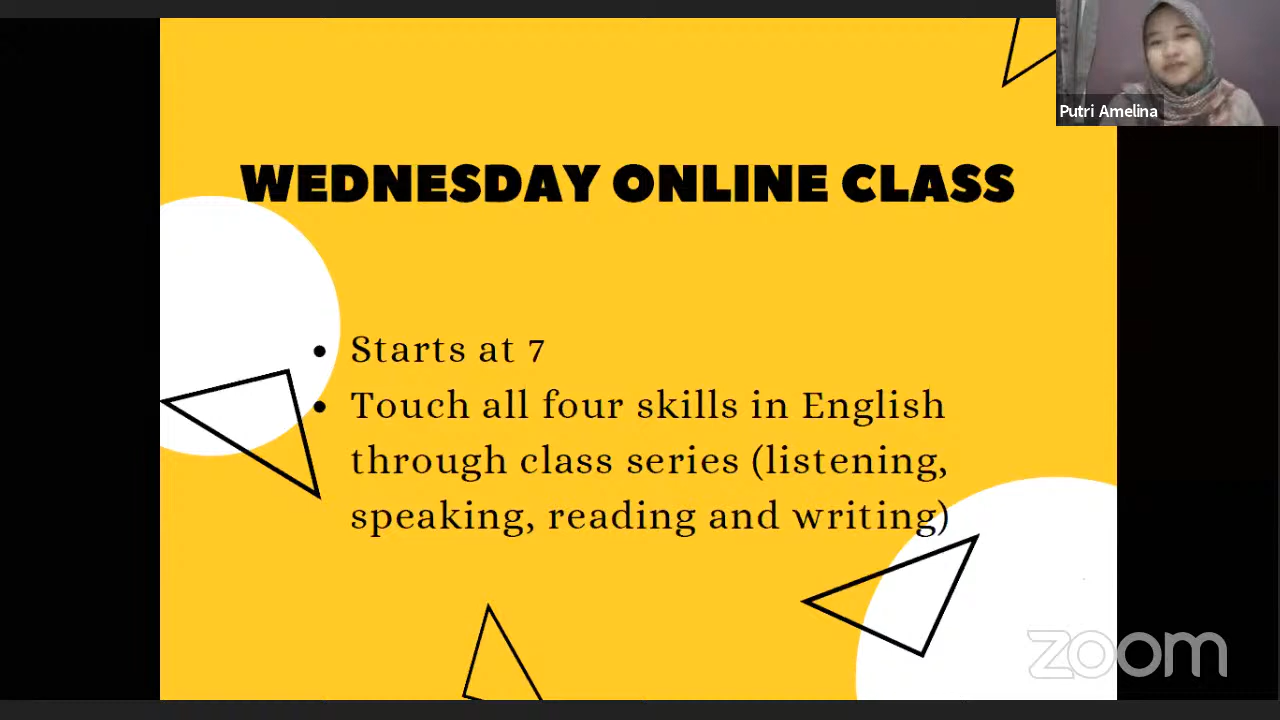 Putri Amelina
WEDNESDAY ONLINE CLASS
• Starts at 7
• Touch all four skills in English
through class series (listening,
speaking, reading and writing)
zoom